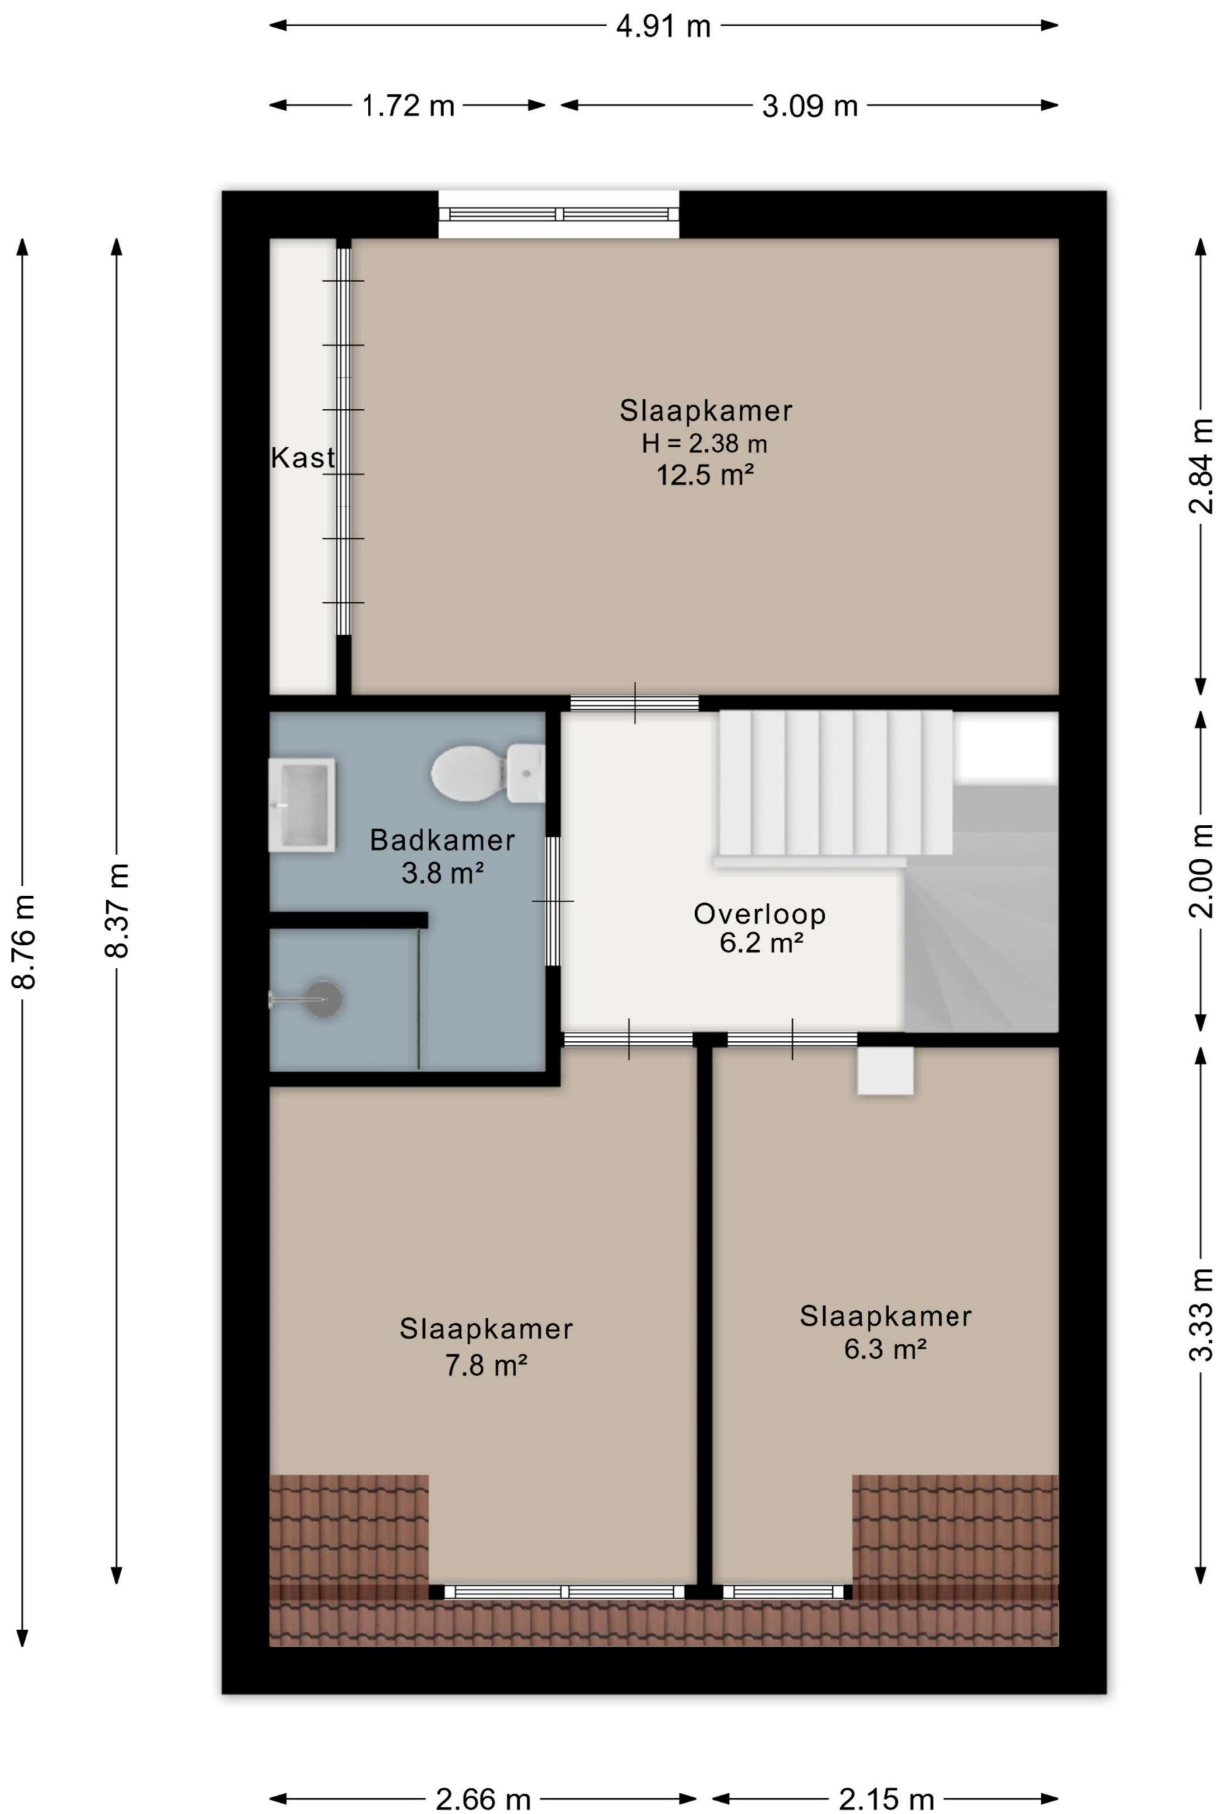 4.91 m
1.72 m
3.09 m
Slaapkamer
H = 2.38 m
12.5 m²
Kast
2.84 m
Badkamer
3.8 m²
Overloop
6.2 m²
2.00 m
8.76 m
8.37 m
Slaapkamer
7.8 m²
Slaapkamer
6.3 m²
3.33 m
2.66 m
2.15 m